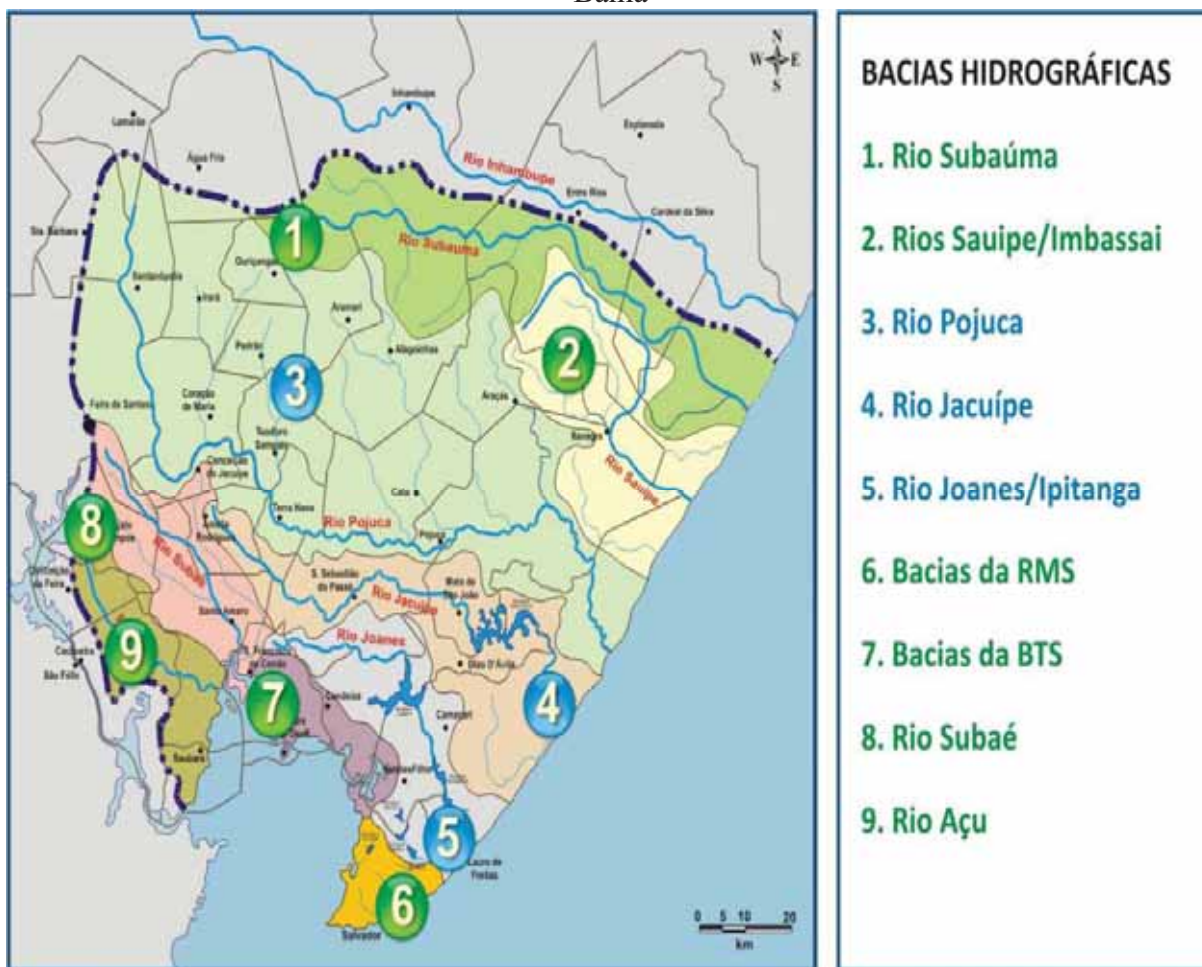 Bahia
N
W E
S
Lamarão
Água Fria
Inhambupe
Esplanada
Rio Inhambupe
Entre Rios
Cardeal da Silva
Sta. Bárbara
1
Rio Subaúma
Ouriçangas
Santanópolis
Irará
Aramari
Pedrão
Alagoinhas
2
3
Feira de Santana
Coração de Maria
Araçás
Teodoro Sampaio
Itanagra
Conceição do Jacuípe
Rio Sauípe
Catu
Terra Nova
8
Rio Pojuca
Pojuca
Rio Subaé
Conceição da Feira
S. Sebastião do Passé
Mata de São João
Rio Jacuípe
Santo Amaro
Rio Joanes
9
Cachoeira
São Félix
Dias D'Ávila
7
Candeias
4
Camaçari
Saubara
Simões Filho
5
Lauro de Freitas
6
Salvador
0 5 10 20
km
BACIAS HIDROGRÁFICAS
1. Rio Subaúma
2. Rios Sauipe/Imbassai
3. Rio Pojuca
4. Rio Jacuípe
5. Rio Joanes/Ipitanga
6. Bacias da RMS
7. Bacias da BTS
8. Rio Subaé
9. Rio Açu